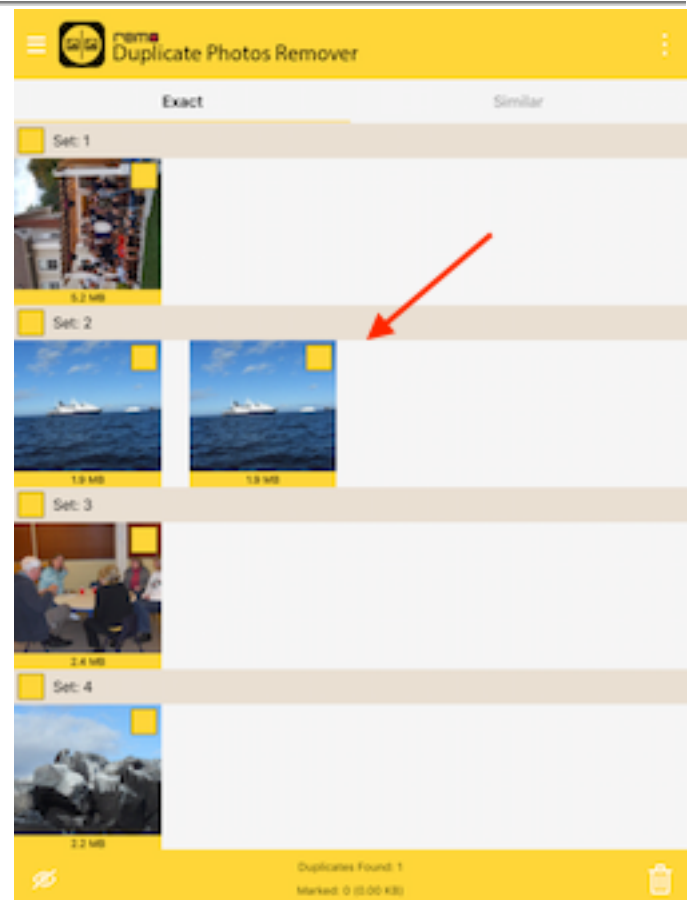 remo
Duplicate Photos Remover
Exact Similar
Set: 1
5.2 MB
Set: 2
1.9 MB 1.9 MB
Set: 3
2.4 MB
Set: 4
2.2 MB
Duplicates Found: 1
Marked: 0 (0.00 KB)